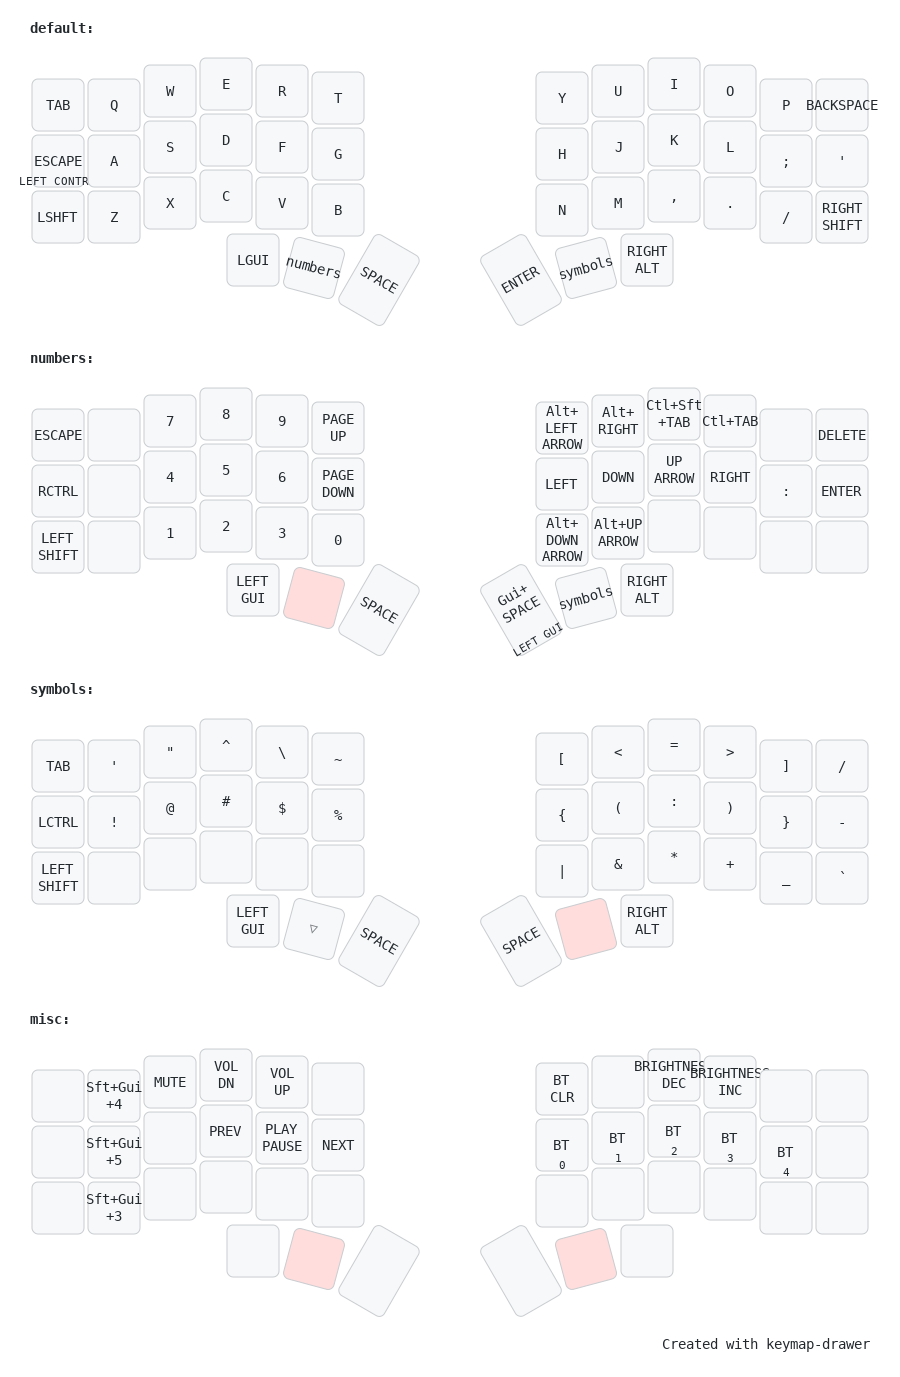 default:
TAB Q W E R T Y U I O P BACKSPACE
ESCAPE A S D F G H J K L ; '
LEFT CONTR
LSHFT Z X C V B N M , . / RIGHT SHIFT
LGUI numbers SPACE ENTER symbols RIGHT ALT
numbers:
ESCAPE 7 8 9 PAGE UP Alt+ LEFT ARROW Alt+ RIGHT Ctl+Sft +TAB Ctl+TAB DELETE
RCTRL 4 5 6 PAGE DOWN LEFT DOWN UP ARROW RIGHT : ENTER
LEFT SHIFT 1 2 3 0 Alt+ DOWN ARROW Alt+UP ARROW
LEFT GUI SPACE Gui+ SPACE LEFT GUI symbols RIGHT ALT
symbols:
TAB ' " ^ \ ~ [ < = > ] /
LCTRL ! @ # $ % { ( : ) } -
LEFT SHIFT | & * + _ `
LEFT GUI ▽ SPACE SPACE RIGHT ALT
misc:
Sft+Gui +4 MUTE VOL DN VOL UP BT CLR BRIGHTNES DEC BRIGHTNESS INC
Sft+Gui +5 PREV PLAY PAUSE NEXT BT 0 BT 1 BT 2 BT 3 BT 4
Sft+Gui +3
Created with keymap-drawer